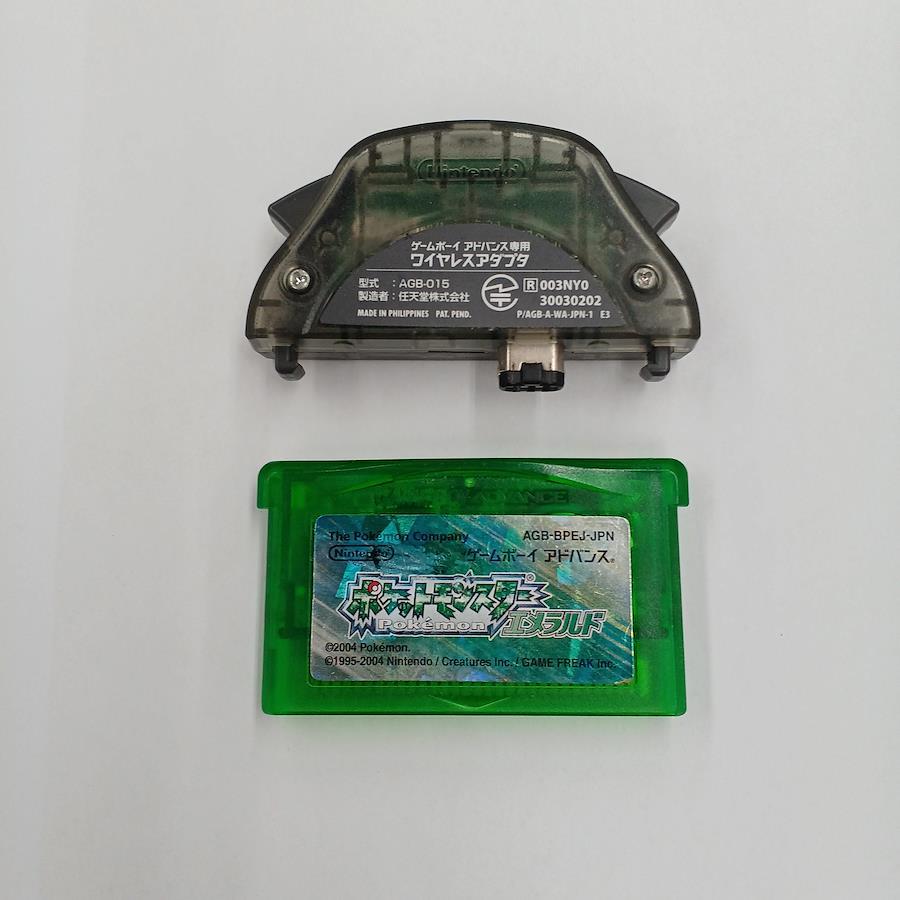 Nintendo
ゲームボーイ アドバンス専用
ワイヤレスアダプタ
型式 : AGB-015
製造者 : 任天堂株式会社
R 003NY0
30030202
MADE IN PHILIPPINES PAT. PEND.
P/AGB-A-WA-JPN-1 E3
ADVANCE
The Pokémon Company
AGB-BPEJ-JPN
Nintendo
ゲームボーイ アドバンス
ポケットモンスター
Pokémon
エメラルド
©2004 Pokémon.
©1995-2004 Nintendo / Creatures Inc. / GAME FREAK Inc.